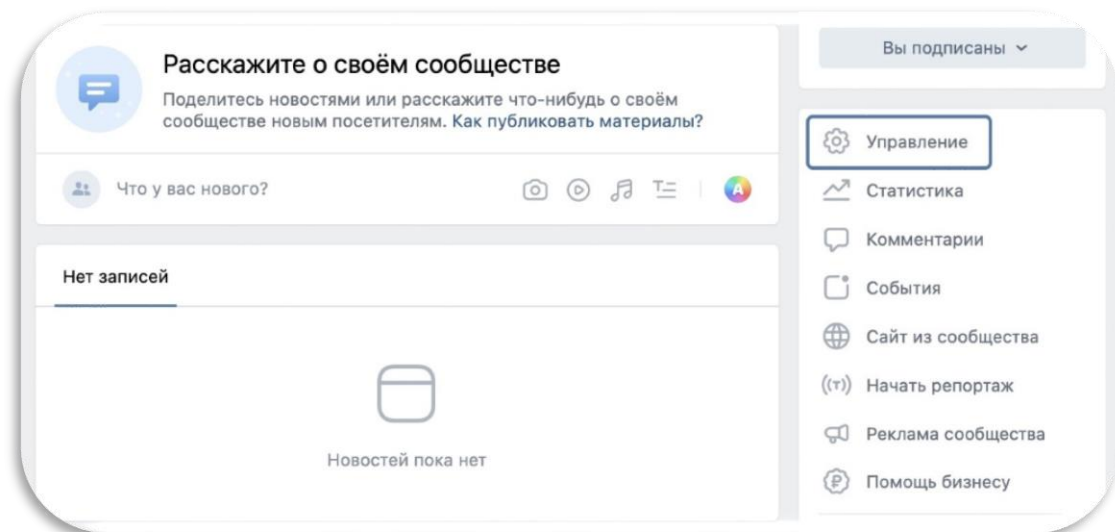 Расскажите о своём сообществе
Поделитесь новостями или расскажите что-нибудь о своём
сообществе новым посетителям. Как публиковать материалы?
Что у вас нового?
A
Нет записей
Новостей пока нет
Вы подписаны
Управление
Статистика
Комментарии
События
Сайт из сообщества
Начать репортаж
Реклама сообщества
Помощь бизнесу